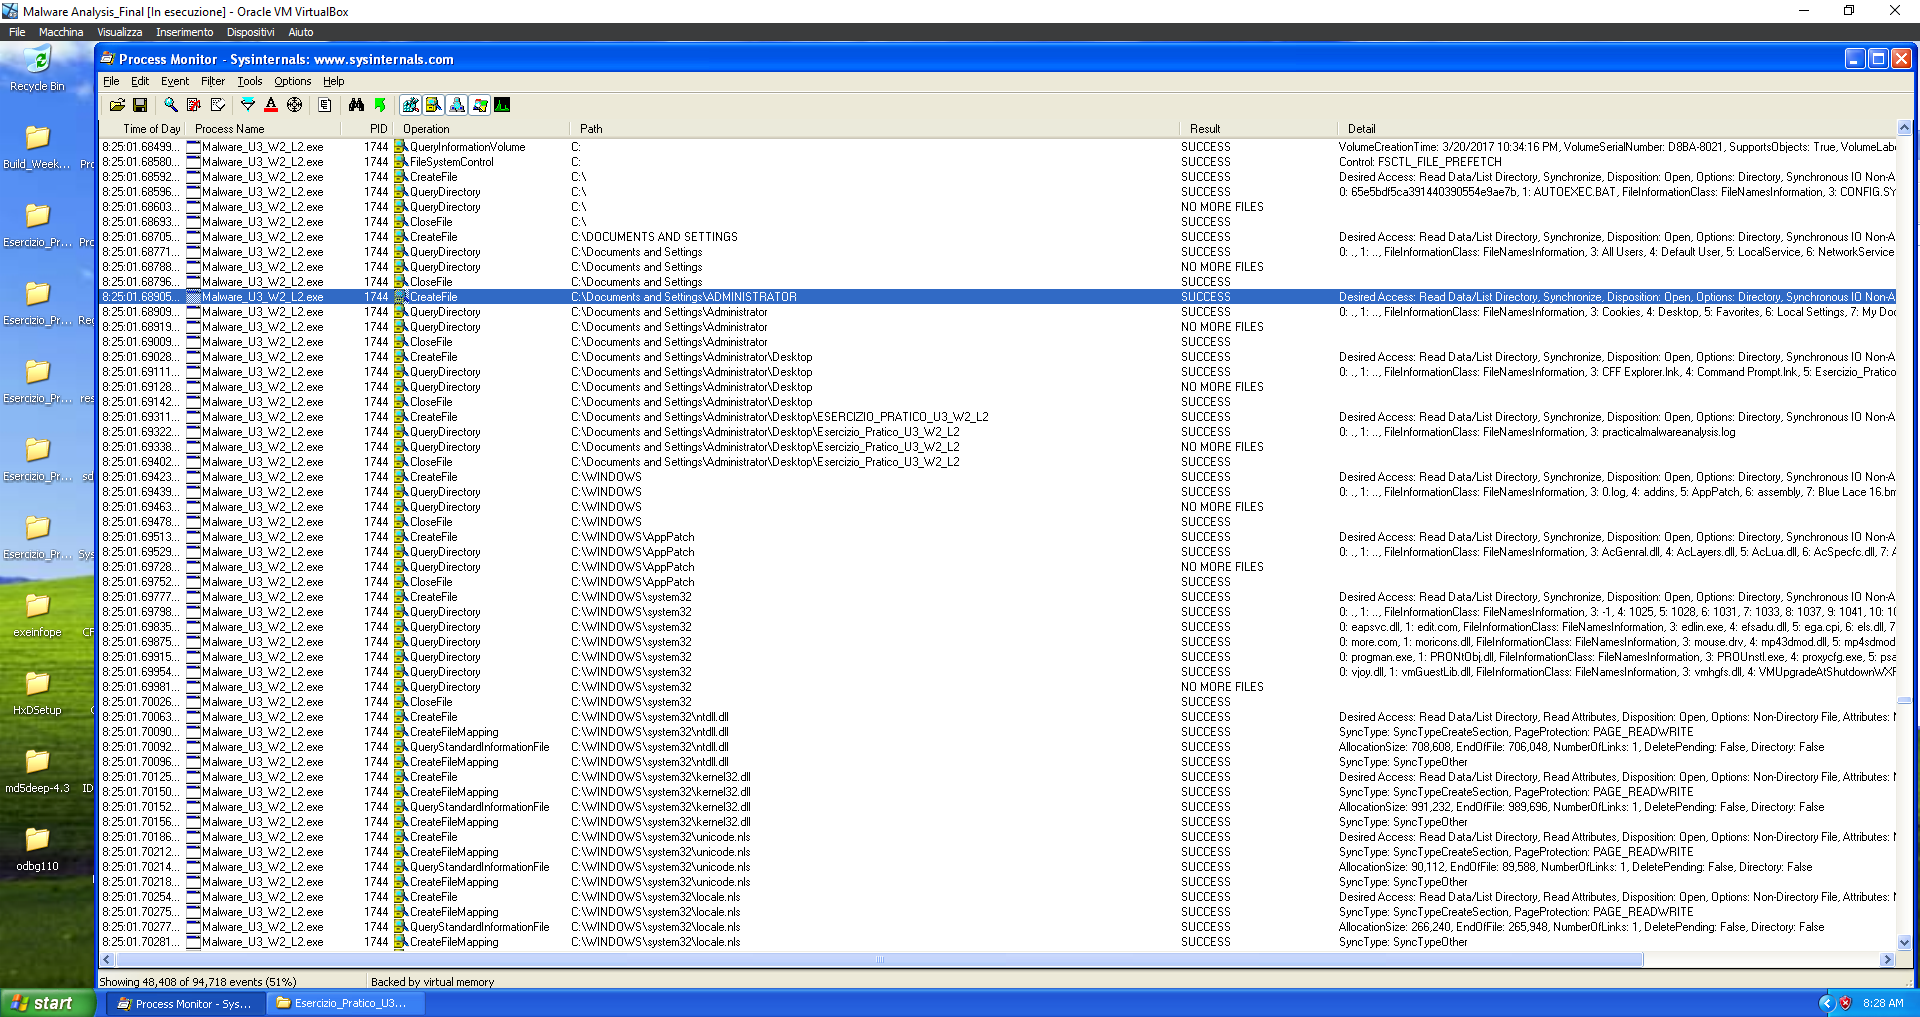 Malware Analysis_Final [In esecuzione] - Oracle VM VirtualBox
File Macchina Visualizza Inserimento Dispositivi Aiuto
Process Monitor - Sysinternals: www.sysinternals.com
File Edit Event Filter Tools Options Help
Time of Day Process Name PID Operation Path Result Detail
8:25:01.68499... Malware_U3_W2_L2.exe 1744 QueryInformationVolume C: SUCCESS VolumeCreationTime: 3/20/2017 10:34:16 PM, VolumeSerialNumber: D8BA-8021, SupportsObjects: True, VolumeLabe
8:25:01.68580... Malware_U3_W2_L2.exe 1744 FileSystemControl C: SUCCESS Control: FSCTL_FILE_PREFETCH
8:25:01.68592... Malware_U3_W2_L2.exe 1744 CreateFile C:\ SUCCESS Desired Access: Read Data/List Directory, Synchronize, Disposition: Open, Options: Directory, Synchronous IO Non-A
8:25:01.68596... Malware_U3_W2_L2.exe 1744 QueryDirectory C:\ SUCCESS 0: 65e5bdf5ca391440390554e9ae7b, 1: AUTOEXEC.BAT, FileInformationClass: FileNamesInformation, 3: CONFIG.SY
8:25:01.68603... Malware_U3_W2_L2.exe 1744 QueryDirectory C:\ NO MORE FILES
8:25:01.68693... Malware_U3_W2_L2.exe 1744 CloseFile C:\ SUCCESS
8:25:01.68705... Malware_U3_W2_L2.exe 1744 CreateFile C:\DOCUMENTS AND SETTINGS SUCCESS Desired Access: Read Data/List Directory, Synchronize, Disposition: Open, Options: Directory, Synchronous IO Non-A
8:25:01.68771... Malware_U3_W2_L2.exe 1744 QueryDirectory C:\Documents and Settings SUCCESS 0: ., 1: .., FileInformationClass: FileNamesInformation, 3: All Users, 4: Default User, 5: LocalService, 6: NetworkService
8:25:01.68788... Malware_U3_W2_L2.exe 1744 QueryDirectory C:\Documents and Settings NO MORE FILES
8:25:01.68796... Malware_U3_W2_L2.exe 1744 CloseFile C:\Documents and Settings SUCCESS
8:25:01.68905... Malware_U3_W2_L2.exe 1744 CreateFile C:\Documents and Settings\ADMINISTRATOR SUCCESS Desired Access: Read Data/List Directory, Synchronize, Disposition: Open, Options: Directory, Synchronous IO Non-A
8:25:01.68909... Malware_U3_W2_L2.exe 1744 QueryDirectory C:\Documents and Settings\Administrator SUCCESS 0: ., 1: .., FileInformationClass: FileNamesInformation, 3: Cookies, 4: Desktop, 5: Favorites, 6: Local Settings, 7: My Doc
8:25:01.68919... Malware_U3_W2_L2.exe 1744 QueryDirectory C:\Documents and Settings\Administrator NO MORE FILES
8:25:01.69009... Malware_U3_W2_L2.exe 1744 CloseFile C:\Documents and Settings\Administrator SUCCESS
8:25:01.69028... Malware_U3_W2_L2.exe 1744 CreateFile C:\Documents and Settings\Administrator\Desktop SUCCESS Desired Access: Read Data/List Directory, Synchronize, Disposition: Open, Options: Directory, Synchronous IO Non-A
8:25:01.69111... Malware_U3_W2_L2.exe 1744 QueryDirectory C:\Documents and Settings\Administrator\Desktop SUCCESS 0: ., 1: .., FileInformationClass: FileNamesInformation, 3: CFF Explorer.lnk, 4: Command Prompt.lnk, 5: Esercizio_Pratico
8:25:01.69128... Malware_U3_W2_L2.exe 1744 QueryDirectory C:\Documents and Settings\Administrator\Desktop NO MORE FILES
8:25:01.69142... Malware_U3_W2_L2.exe 1744 CloseFile C:\Documents and Settings\Administrator\Desktop SUCCESS
8:25:01.69311... Malware_U3_W2_L2.exe 1744 CreateFile C:\Documents and Settings\Administrator\Desktop\ESERCIZIO_PRATICO_U3_W2_L2 SUCCESS Desired Access: Read Data/List Directory, Synchronize, Disposition: Open, Options: Directory, Synchronous IO Non-A
8:25:01.69322... Malware_U3_W2_L2.exe 1744 QueryDirectory C:\Documents and Settings\Administrator\Desktop\Esercizio_Pratico_U3_W2_L2 SUCCESS 0: ., 1: .., FileInformationClass: FileNamesInformation, 3: practicalmalwareanalysis.log
8:25:01.69338... Malware_U3_W2_L2.exe 1744 QueryDirectory C:\Documents and Settings\Administrator\Desktop\Esercizio_Pratico_U3_W2_L2 NO MORE FILES
8:25:01.69402... Malware_U3_W2_L2.exe 1744 CloseFile C:\Documents and Settings\Administrator\Desktop\Esercizio_Pratico_U3_W2_L2 SUCCESS
8:25:01.69423... Malware_U3_W2_L2.exe 1744 CreateFile C:\WINDOWS SUCCESS Desired Access: Read Data/List Directory, Synchronize, Disposition: Open, Options: Directory, Synchronous IO Non-A
8:25:01.69439... Malware_U3_W2_L2.exe 1744 QueryDirectory C:\WINDOWS SUCCESS 0: ., 1: .., FileInformationClass: FileNamesInformation, 3: 0.log, 4: addins, 5: AppPatch, 6: assembly, 7: Blue Lace 16.bm
8:25:01.69463... Malware_U3_W2_L2.exe 1744 QueryDirectory C:\WINDOWS NO MORE FILES
8:25:01.69478... Malware_U3_W2_L2.exe 1744 CloseFile C:\WINDOWS SUCCESS
8:25:01.69513... Malware_U3_W2_L2.exe 1744 CreateFile C:\WINDOWS\AppPatch SUCCESS Desired Access: Read Data/List Directory, Synchronize, Disposition: Open, Options: Directory, Synchronous IO Non-A
8:25:01.69529... Malware_U3_W2_L2.exe 1744 QueryDirectory C:\WINDOWS\AppPatch SUCCESS 0: ., 1: .., FileInformationClass: FileNamesInformation, 3: AcGenral.dll, 4: AcLayers.dll, 5: AcLua.dll, 6: AcSpecfc.dll, 7: A
8:25:01.69728... Malware_U3_W2_L2.exe 1744 QueryDirectory C:\WINDOWS\AppPatch NO MORE FILES
8:25:01.69752... Malware_U3_W2_L2.exe 1744 CloseFile C:\WINDOWS\AppPatch SUCCESS
8:25:01.69777... Malware_U3_W2_L2.exe 1744 CreateFile C:\WINDOWS\system32 SUCCESS Desired Access: Read Data/List Directory, Synchronize, Disposition: Open, Options: Directory, Synchronous IO Non-A
8:25:01.69798... Malware_U3_W2_L2.exe 1744 QueryDirectory C:\WINDOWS\system32 SUCCESS 0: ., 1: .., FileInformationClass: FileNamesInformation, 3: -1, 4: 1025, 5: 1028, 6: 1031, 7: 1033, 8: 1037, 9: 1041, 10: 1(
8:25:01.69835... Malware_U3_W2_L2.exe 1744 QueryDirectory C:\WINDOWS\system32 SUCCESS 0: eapsvc.dll, 1: edit.com, FileInformationClass: FileNamesInformation, 3: edlin.exe, 4: efsadu.dll, 5: ega.cpi, 6: els.dll, 7
8:25:01.69875... Malware_U3_W2_L2.exe 1744 QueryDirectory C:\WINDOWS\system32 SUCCESS 0: more.com, 1: moricons.dll, FileInformationClass: FileNamesInformation, 3: mouse.drv, 4: mp43dmod.dll, 5: mp4sdmod
8:25:01.69915... Malware_U3_W2_L2.exe 1744 QueryDirectory C:\WINDOWS\system32 SUCCESS 0: progman.exe, 1: PRONtObj.dll, FileInformationClass: FileNamesInformation, 3: PROUnstl.exe, 4: proxycfg.exe, 5: psa
8:25:01.69954... Malware_U3_W2_L2.exe 1744 QueryDirectory C:\WINDOWS\system32 SUCCESS 0: vjoy.dll, 1: vmGuestLib.dll, FileInformationClass: FileNamesInformation, 3: vmhgfs.dll, 4: VMUpgradeAtShutdownWXF
8:25:01.69981... Malware_U3_W2_L2.exe 1744 QueryDirectory C:\WINDOWS\system32 NO MORE FILES
8:25:01.70026... Malware_U3_W2_L2.exe 1744 CloseFile C:\WINDOWS\system32 SUCCESS
8:25:01.70063... Malware_U3_W2_L2.exe 1744 CreateFile C:\WINDOWS\system32\ntdll.dll SUCCESS Desired Access: Read Data/List Directory, Read Attributes, Disposition: Open, Options: Non-Directory File, Attributes: N
8:25:01.70090... Malware_U3_W2_L2.exe 1744 CreateFileMapping C:\WINDOWS\system32\ntdll.dll SUCCESS SyncType: SyncTypeCreateSection, PageProtection: PAGE_READWRITE
8:25:01.70092... Malware_U3_W2_L2.exe 1744 QueryStandardInformationFile C:\WINDOWS\system32\ntdll.dll SUCCESS AllocationSize: 708,608, EndOfFile: 706,048, NumberOfLinks: 1, DeletePending: False, Directory: False
8:25:01.70096... Malware_U3_W2_L2.exe 1744 CreateFileMapping C:\WINDOWS\system32\ntdll.dll SUCCESS SyncType: SyncTypeOther
8:25:01.70125... Malware_U3_W2_L2.exe 1744 CreateFile C:\WINDOWS\system32\kernel32.dll SUCCESS Desired Access: Read Data/List Directory, Read Attributes, Disposition: Open, Options: Non-Directory File, Attributes: N
8:25:01.70150... Malware_U3_W2_L2.exe 1744 CreateFileMapping C:\WINDOWS\system32\kernel32.dll SUCCESS SyncType: SyncTypeCreateSection, PageProtection: PAGE_READWRITE
8:25:01.70152... Malware_U3_W2_L2.exe 1744 QueryStandardInformationFile C:\WINDOWS\system32\kernel32.dll SUCCESS AllocationSize: 991,232, EndOfFile: 989,696, NumberOfLinks: 1, DeletePending: False, Directory: False
8:25:01.70156... Malware_U3_W2_L2.exe 1744 CreateFileMapping C:\WINDOWS\system32\kernel32.dll SUCCESS SyncType: SyncTypeOther
8:25:01.70186... Malware_U3_W2_L2.exe 1744 CreateFile C:\WINDOWS\system32\unicode.nls SUCCESS Desired Access: Read Data/List Directory, Read Attributes, Disposition: Open, Options: Non-Directory File, Attributes: N
8:25:01.70212... Malware_U3_W2_L2.exe 1744 CreateFileMapping C:\WINDOWS\system32\unicode.nls SUCCESS SyncType: SyncTypeCreateSection, PageProtection: PAGE_READWRITE
8:25:01.70214... Malware_U3_W2_L2.exe 1744 QueryStandardInformationFile C:\WINDOWS\system32\unicode.nls SUCCESS AllocationSize: 90,112, EndOfFile: 89,588, NumberOfLinks: 1, DeletePending: False, Directory: False
8:25:01.70218... Malware_U3_W2_L2.exe 1744 CreateFileMapping C:\WINDOWS\system32\unicode.nls SUCCESS SyncType: SyncTypeOther
8:25:01.70254... Malware_U3_W2_L2.exe 1744 CreateFile C:\WINDOWS\system32\locale.nls SUCCESS Desired Access: Read Data/List Directory, Read Attributes, Disposition: Open, Options: Non-Directory File, Attributes: N
8:25:01.70275... Malware_U3_W2_L2.exe 1744 CreateFileMapping C:\WINDOWS\system32\locale.nls SUCCESS SyncType: SyncTypeCreateSection, PageProtection: PAGE_READWRITE
8:25:01.70277... Malware_U3_W2_L2.exe 1744 QueryStandardInformationFile C:\WINDOWS\system32\locale.nls SUCCESS AllocationSize: 266,240, EndOfFile: 265,948, NumberOfLinks: 1, DeletePending: False, Directory: False
8:25:01.70281... Malware_U3_W2_L2.exe 1744 CreateFileMapping C:\WINDOWS\system32\locale.nls SUCCESS SyncType: SyncTypeOther
Showing 48,408 of 94,718 events (51%) Backed by virtual memory
Recycle Bin
Build_Week... Pro
Esercizio_Pr... Pro
Esercizio_Pr... Rec
Esercizio_Pr... res
Esercizio_Pr... sd
Esercizio_Pr... Sys
exeinfope CF
HxDSetup
md5deep-4.3 ID
odbg110
start Process Monitor - Sys... Esercizio_Pratico_U3... 8:28 AM